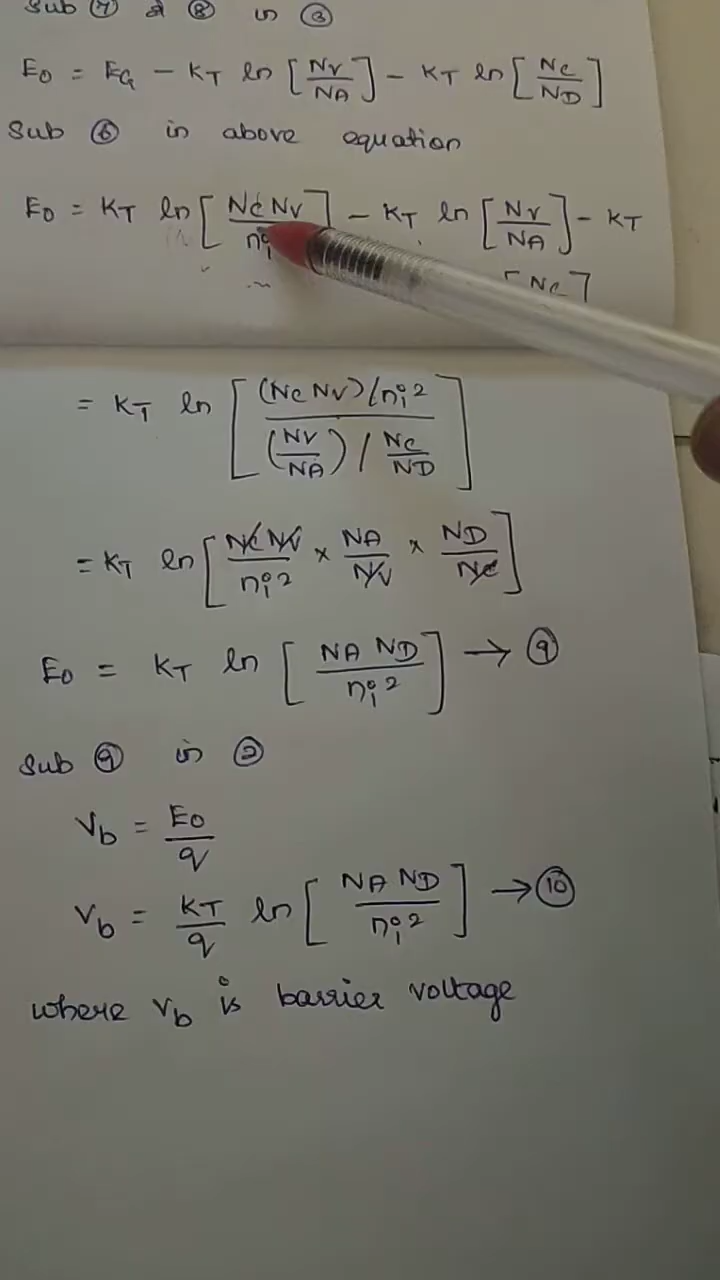 Sub ⑦ & ⑧ in ③
E0 = EG - KT ln [NV/NA] - KT ln [NC/ND]
Sub ⑥ in above equation
E0 = KT ln [NC NV/ni] - KT ln [NV/NA] - KT
[NC]
= KT ln [(NC NV)/ni² / (NV/NA) / NC/ND]
= KT ln [NC NV/ni² × NA/NV × ND/NC]
E0 = KT ln [NA ND/ni²] → ⑨
Sub ⑨ in ②
Vb = E0/q
Vb = KT/q ln [NA ND/ni²] → ⑩
where Vb is barrier voltage